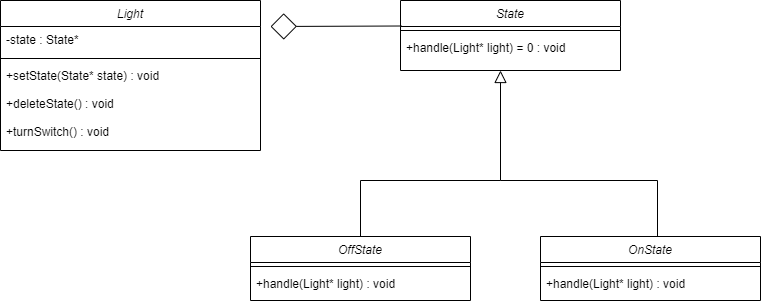 Light
-state : State*
+setState(State* state) : void
+deleteState() : void
+turnSwitch() : void
State
+handle(Light* light) = 0 : void
OffState
+handle(Light* light) : void
OnState
+handle(Light* light) : void